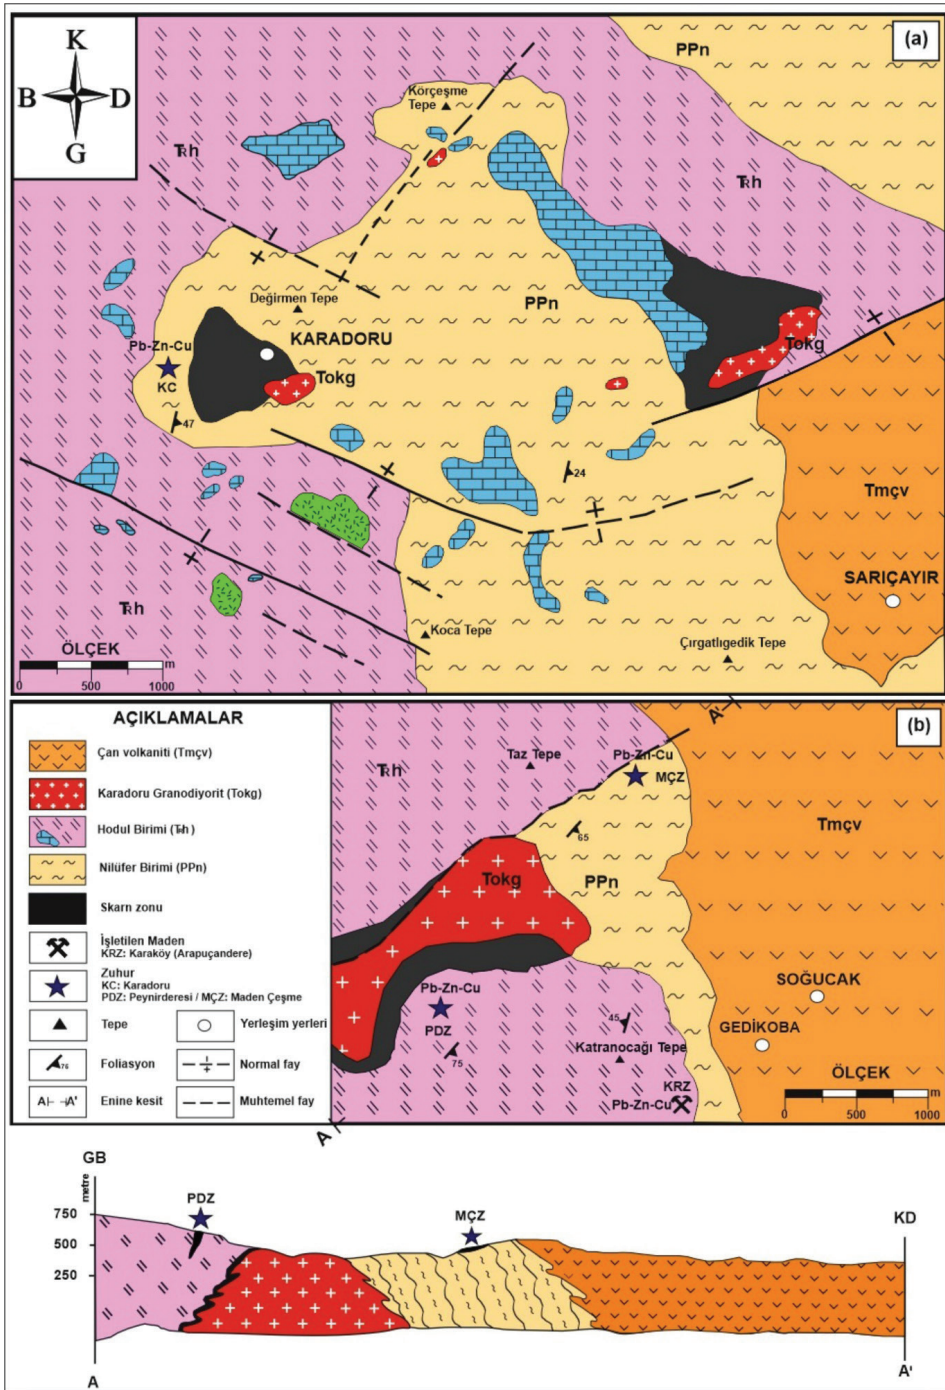 (a)
K
B D
G
PPn
Körçeşme
Tepe
Trh
Trh
Değirmen Tepe
PPn
Pb-Zn-Cu
KARADORU
KC
Tokg
Tokg
47
24
Tmçv
SARIÇAYIR
Trh
Koca Tepe
Çırgatlıgedik Tepe
ÖLÇEK
m
0 500 1000
AÇIKLAMALAR
Çan volkaniti (Tmçv)
Karadoru Granodiyorit (Tokg)
Hodul Birimi (Trh)
Nilüfer Birimi (PPn)
Skarn zonu
İşletilen Maden
KRZ: Karaköy (Arapuçandere)
Zuhur
KC: Karadoru
PDZ: Peynirderesi / MÇZ: Maden Çeşme
Tepe
Yerleşim yerleri
76
Foliasyon
Normal fay
A A'
Enine kesit
Muhtemel fay
(b)
A'
Trh
Taz Tepe
Pb-Zn-Cu
MÇZ
65
Tmçv
Tokg
PPn
Pb-Zn-Cu
PDZ
75
45
Katranocağı Tepe
SOĞUCAK
GEDİKOBA
KRZ
Pb-Zn-Cu
ÖLÇEK
m
0 500 1000
A
GB
metre
KD
PDZ
MÇZ
750
500
250
A
A'